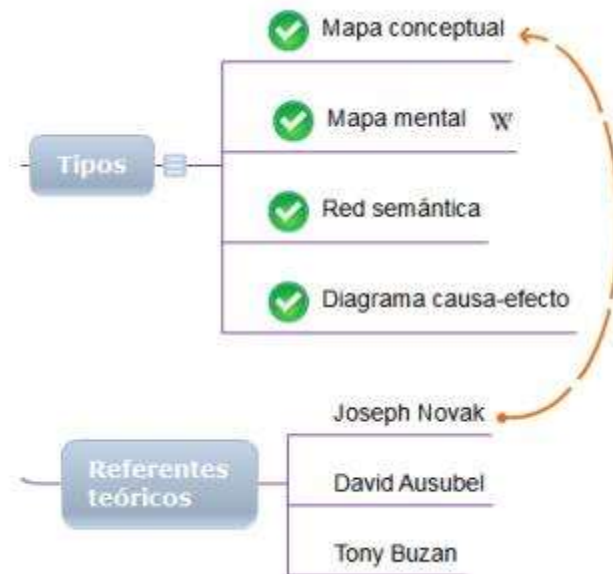 Mapa conceptual
Mapa mental W
Tipos
Red semántica
Diagrama causa-efecto
Joseph Novak
Referentes
teóricos
David Ausubel
Tony Buzan